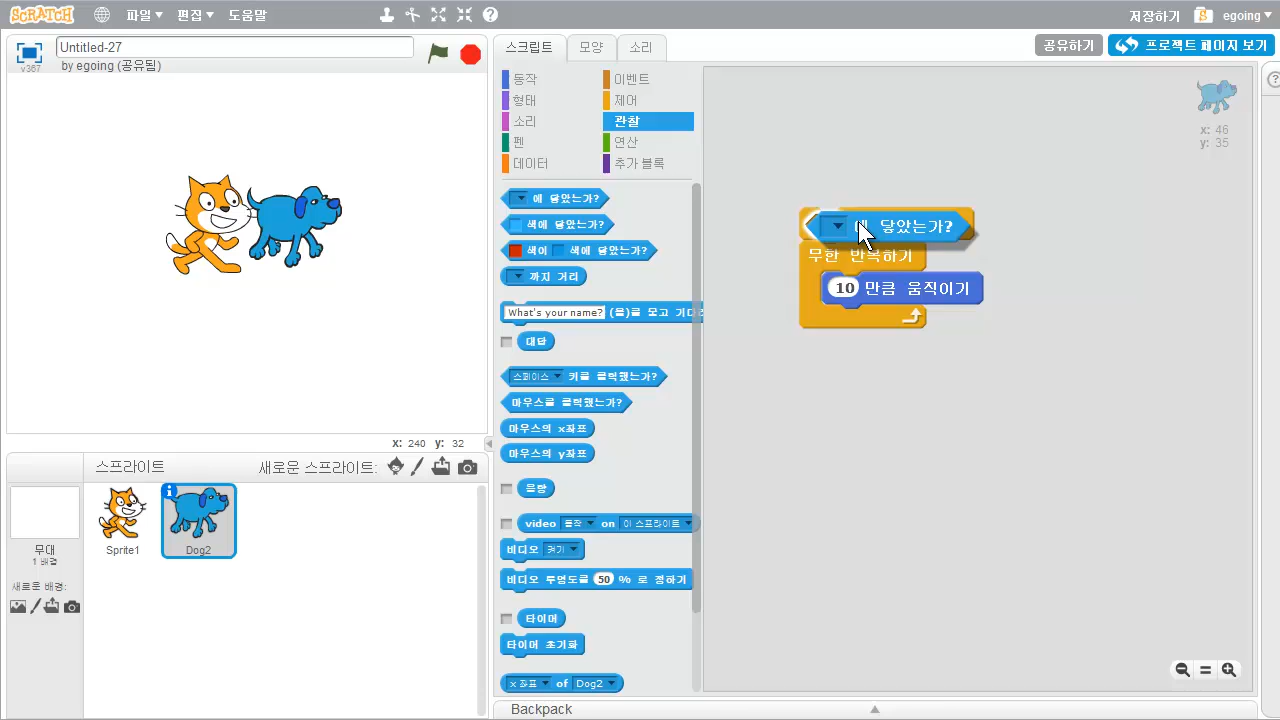 SCRATCH 파일 편집 도움말 저장하기 egoing
Untitled-27
by egoing (공유됨)
v367
스크립트 모양 소리
공유하기 프로젝트 페이지 보기
동작 이벤트
형태 제어
소리 관찰
펜 연산
데이터 추가 블록
에 닿았는가?
색에 닿았는가?
색이 색에 닿았는가?
까지 거리
What's your name? (을)를 묻고
대답
스페이스 키를 클릭했는가?
마우스를 클릭했는가?
마우스의 x좌표
마우스의 y좌표
음량
video 동작 on 이 스프라이트
비디오 켜기
비디오 투명도를 50 % 로 정하기
타이머
타이머 초기화
x 좌표 of Dog2
닿았는가?
무한 반복하기
10 만큼 움직이기
x: 46
y: 35
x: 240 y: 32
스프라이트 새로운 스프라이트:
무대
1 배경
새로운 배경:
Sprite1
Dog2
Backpack